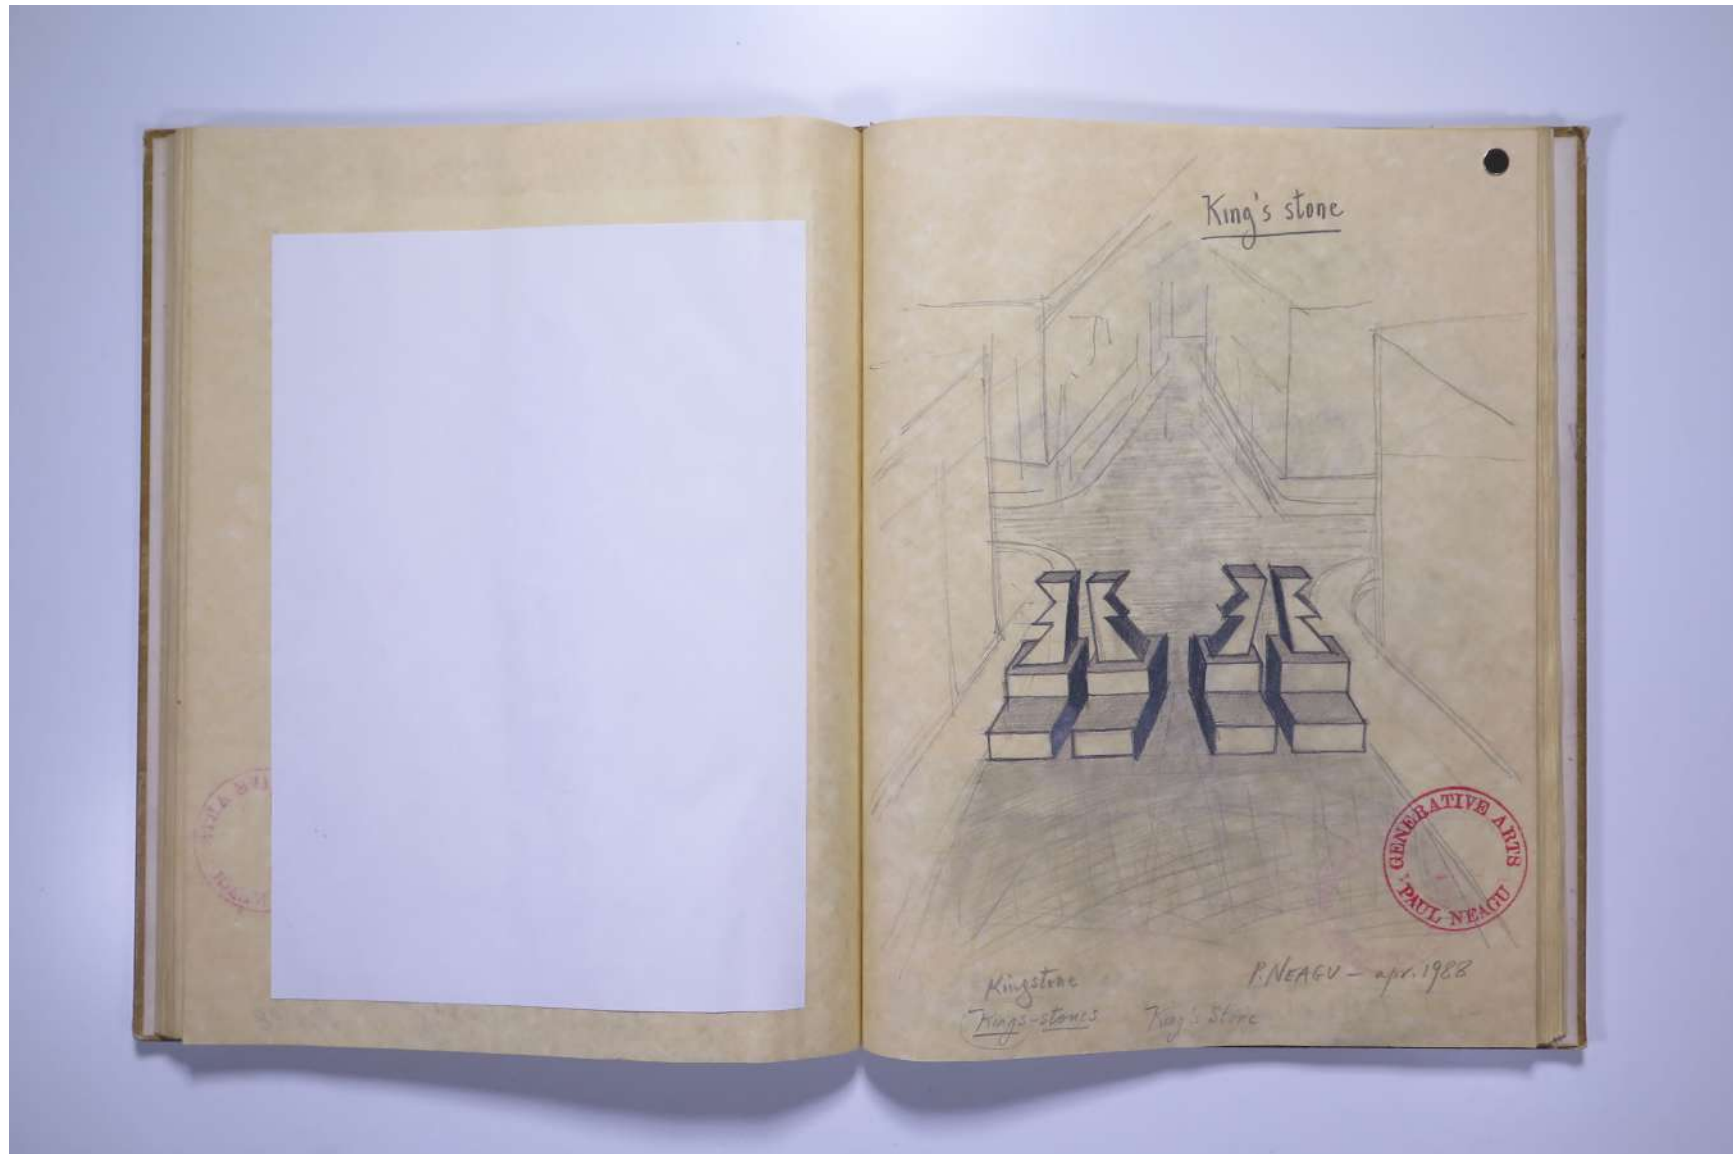 King's stone
GENERATIVE ARTS
PAUL NEAGU
P. NEAGU – apr. 1988
Kingstone
Kings-stones
King's Stone